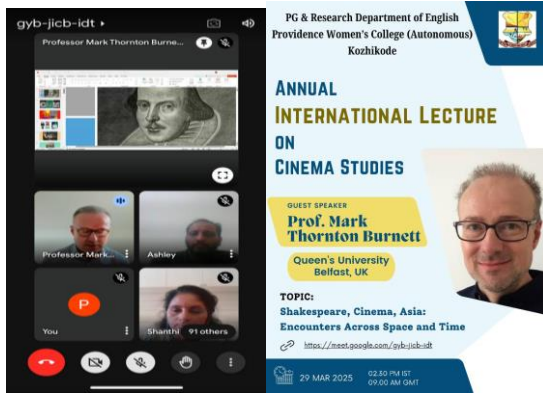 gyb-jicb-idt
Professor Mark Thornton Burne...
Professor Mark...
Ashley
P
You
Shanthi
91 others
PG & Research Department of English
Providence Women's College (Autonomous)
Kozhikode
ANNUAL
INTERNATIONAL LECTURE
ON
CINEMA STUDIES
GUEST SPEAKER
Prof. Mark
Thornton Burnett
Queen's University
Belfast, UK
TOPIC:
Shakespeare, Cinema, Asia:
Encounters Across Space and Time
https://meet.google.com/gyb-jicb-idt
29 MAR 2025
02.30 PM IST
09.00 AM GMT